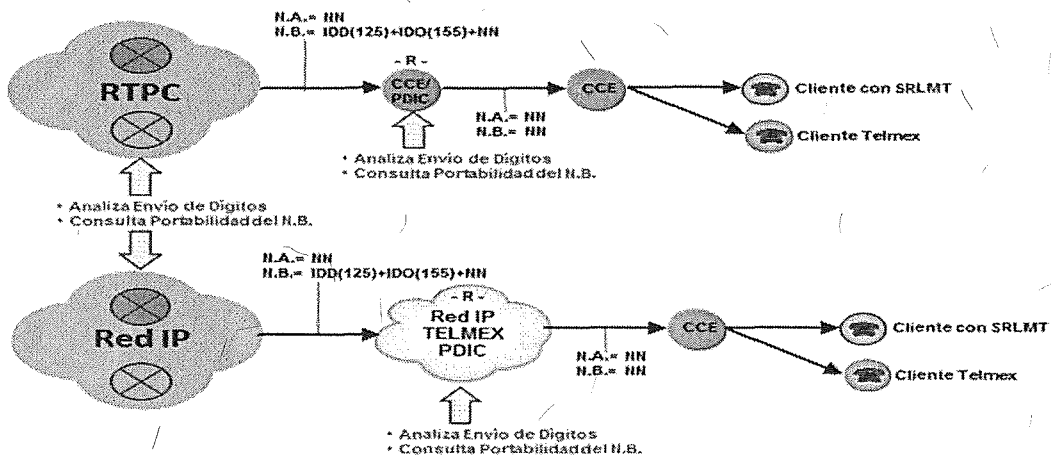 N.A.= NN
N.B.= IDD(125)+IDO(155)+NN
RTPC
- R -
CCE/
PDIC
CCE
N.A.= NN
N.B.= NN
Cliente con SRLMT
Cliente Telmex
• Analiza Envío de Dígitos
• Consulta Portabilidad del N.B.
• Analiza Envío de Dígitos
• Consulta Portabilidad del N.B.
N.A.= NN
N.B.= IDD(125)+IDO(155)+NN
Red IP
- R -
Red IP
TELMEX
PDIC
CCE
N.A.= NN
N.B.= NN
Cliente con SRLMT
Cliente Telmex
• Analiza Envío de Dígitos
• Consulta Portabilidad del N.B.